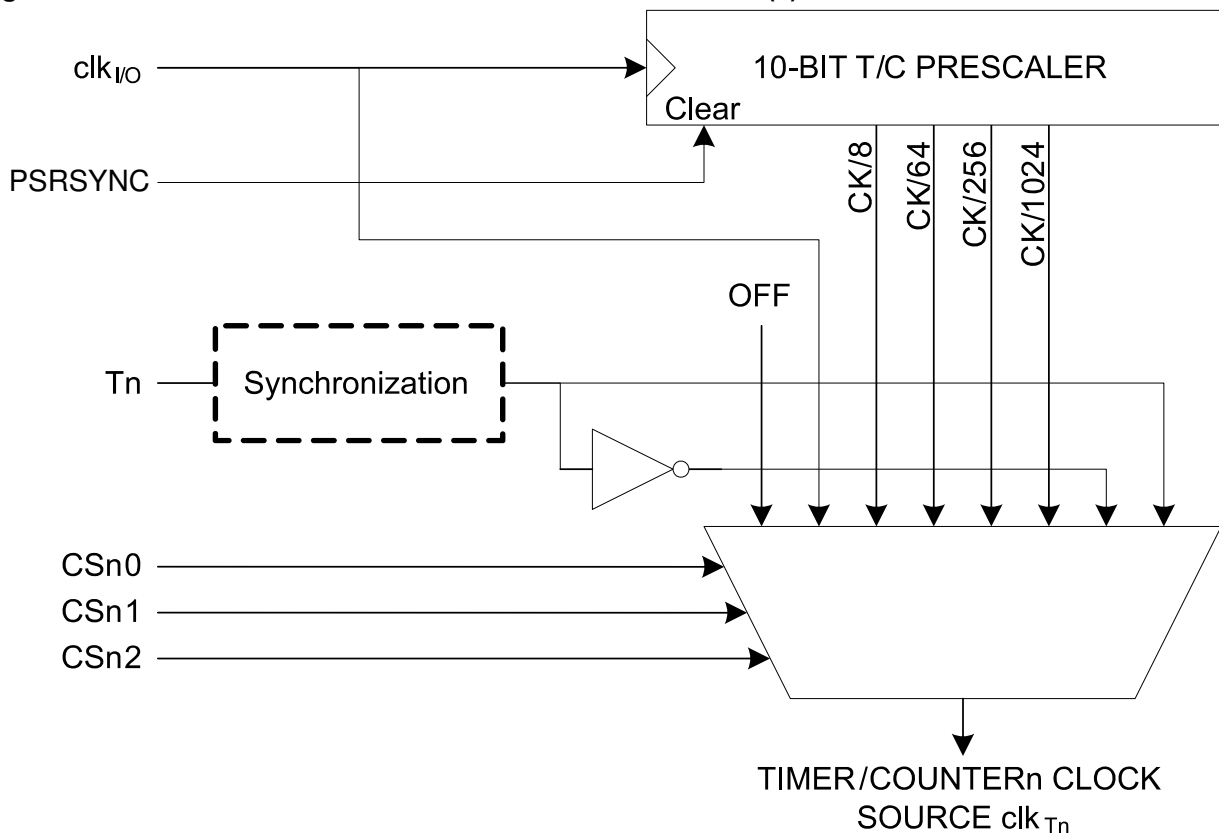 clkI/O
10-BIT T/C PRESCALER
Clear
PSRSYNC
CK/8
CK/64
CK/256
CK/1024
OFF
Tn
Synchronization
CSn0
CSn1
CSn2
TIMER/COUNTERn CLOCK
SOURCE clkTn